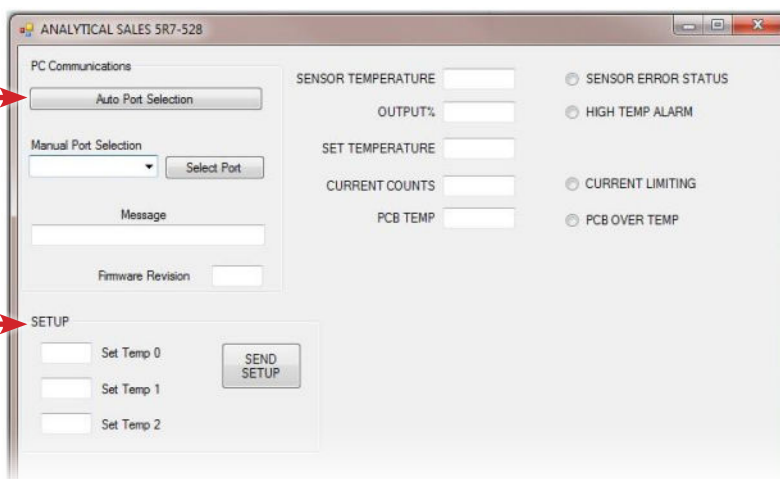 ANALYTICAL SALES 5R7-528
PC Communications
Auto Port Selection
Manual Port Selection
Select Port
Message
Firmware Revision
SENSOR TEMPERATURE
OUTPUT%
SET TEMPERATURE
CURRENT COUNTS
PCB TEMP
SENSOR ERROR STATUS
HIGH TEMP ALARM
CURRENT LIMITING
PCB OVER TEMP
SETUP
Set Temp 0
Set Temp 1
Set Temp 2
SEND
SETUP